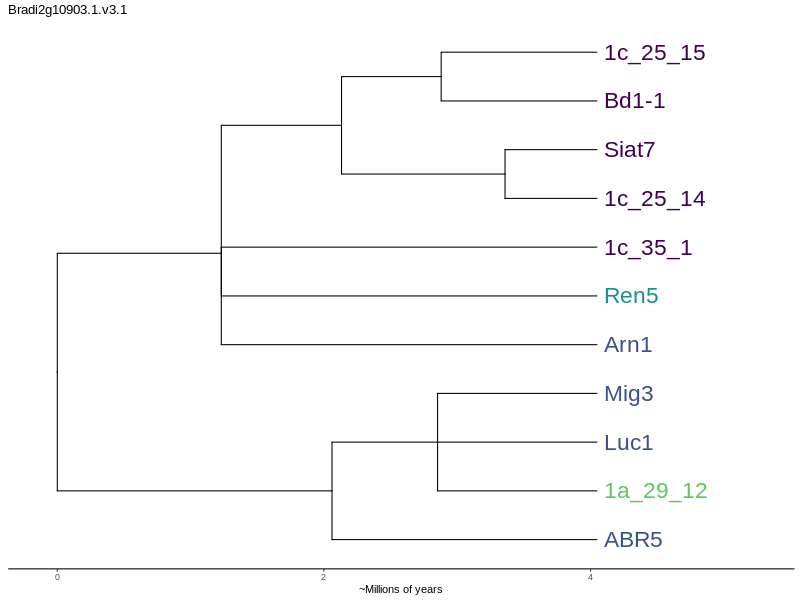 Bradi2g10903.1.v3.1
1c_25_15
Bd1-1
Siat7
1c_25_14
1c_35_1
Ren5
Arn1
Mig3
Luc1
1a_29_12
ABR5
0 2 4
~Millions of years